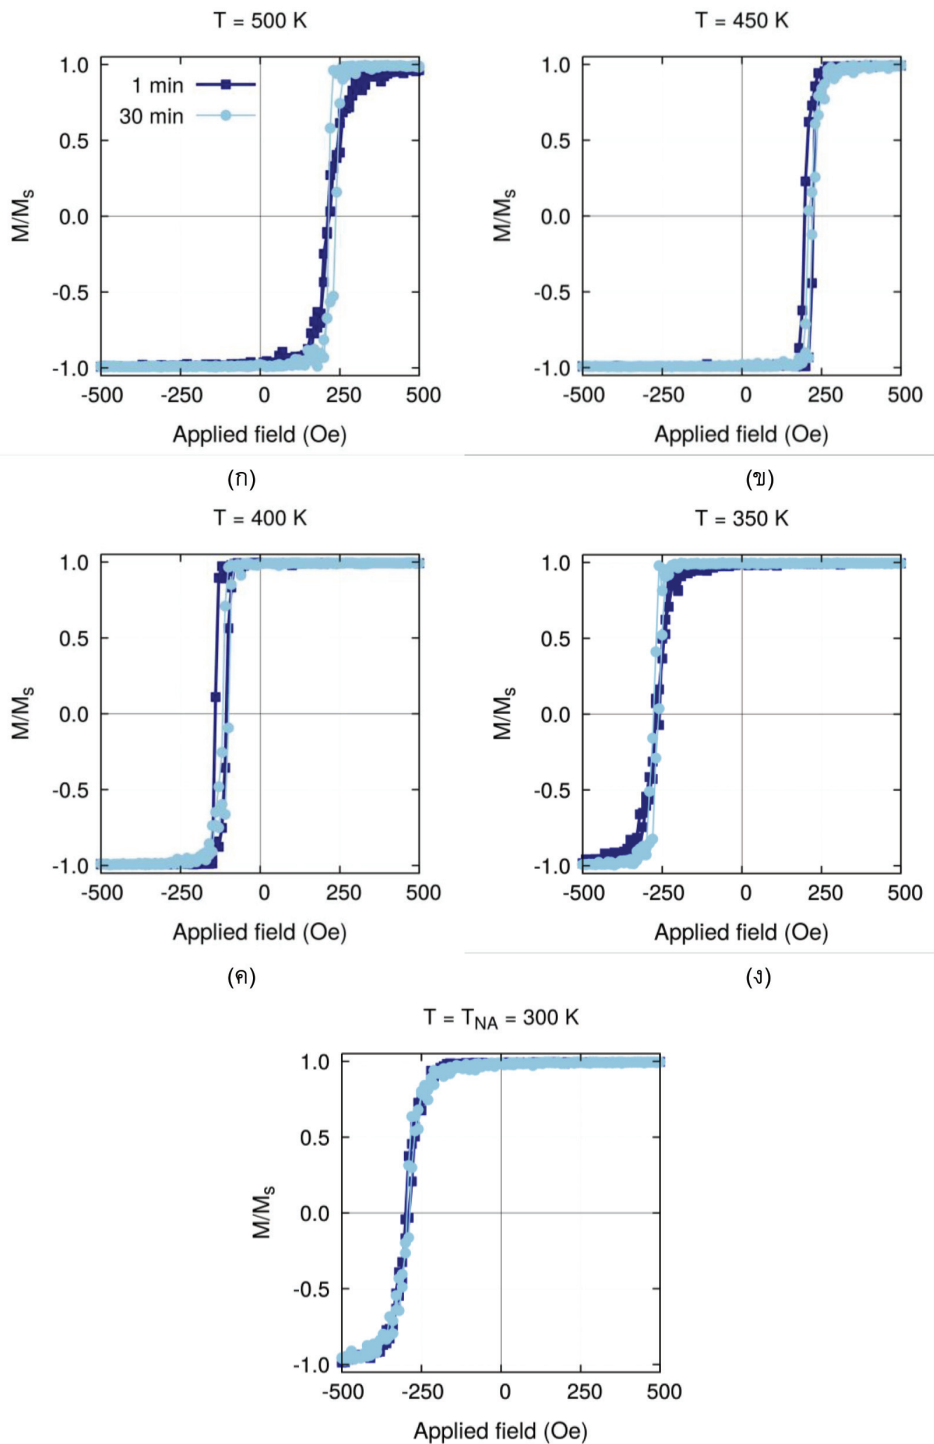 T = 500 K
T = 450 K
1.0
0.5
0.0
-0.5
-1.0
M/Mₛ
1 min
30 min
-500 -250 0 250 500
Applied field (Oe)
1.0
0.5
0.0
-0.5
-1.0
M/Mₛ
-500 -250 0 250 500
Applied field (Oe)
(ก)
(ข)
T = 400 K
T = 350 K
1.0
0.5
0.0
-0.5
-1.0
M/Mₛ
-500 -250 0 250 500
Applied field (Oe)
1.0
0.5
0.0
-0.5
-1.0
M/Mₛ
-500 -250 0 250 500
Applied field (Oe)
(ค)
(ง)
T = T_NA = 300 K
1.0
0.5
0.0
-0.5
-1.0
M/Mₛ
-500 -250 0 250 500
Applied field (Oe)